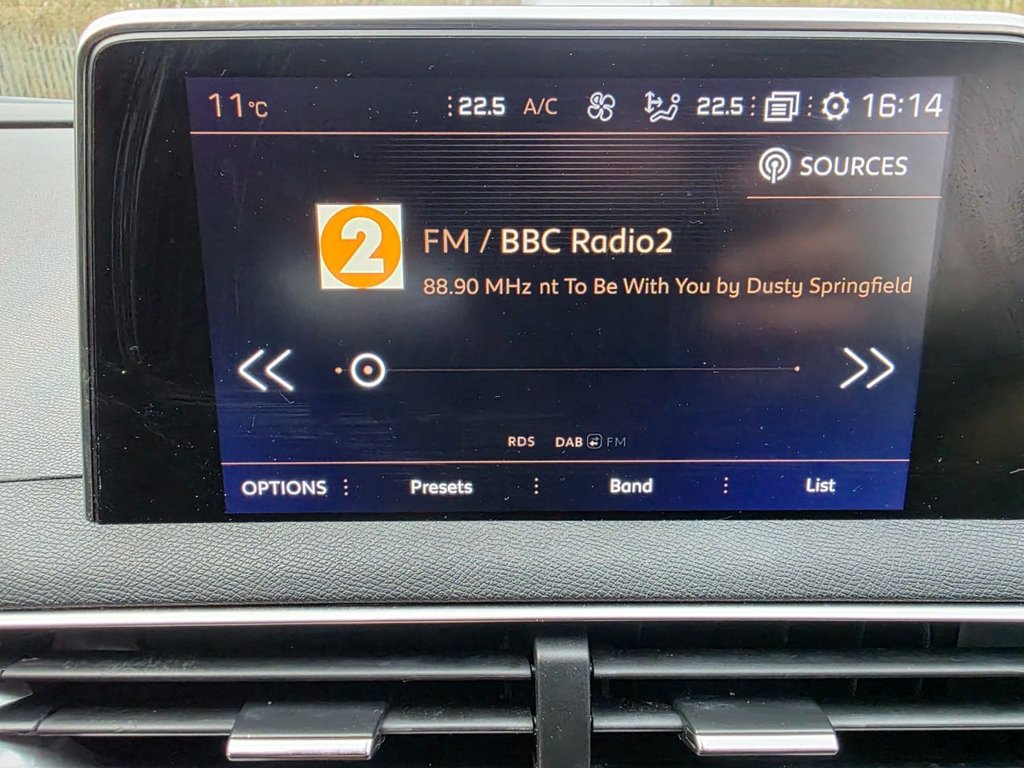 11°C 22.5 A/C 22.5 16:14
SOURCES
2
FM / BBC Radio2
88.90 MHz nt To Be With You by Dusty Springfield
RDS DAB FM
OPTIONS Presets Band List